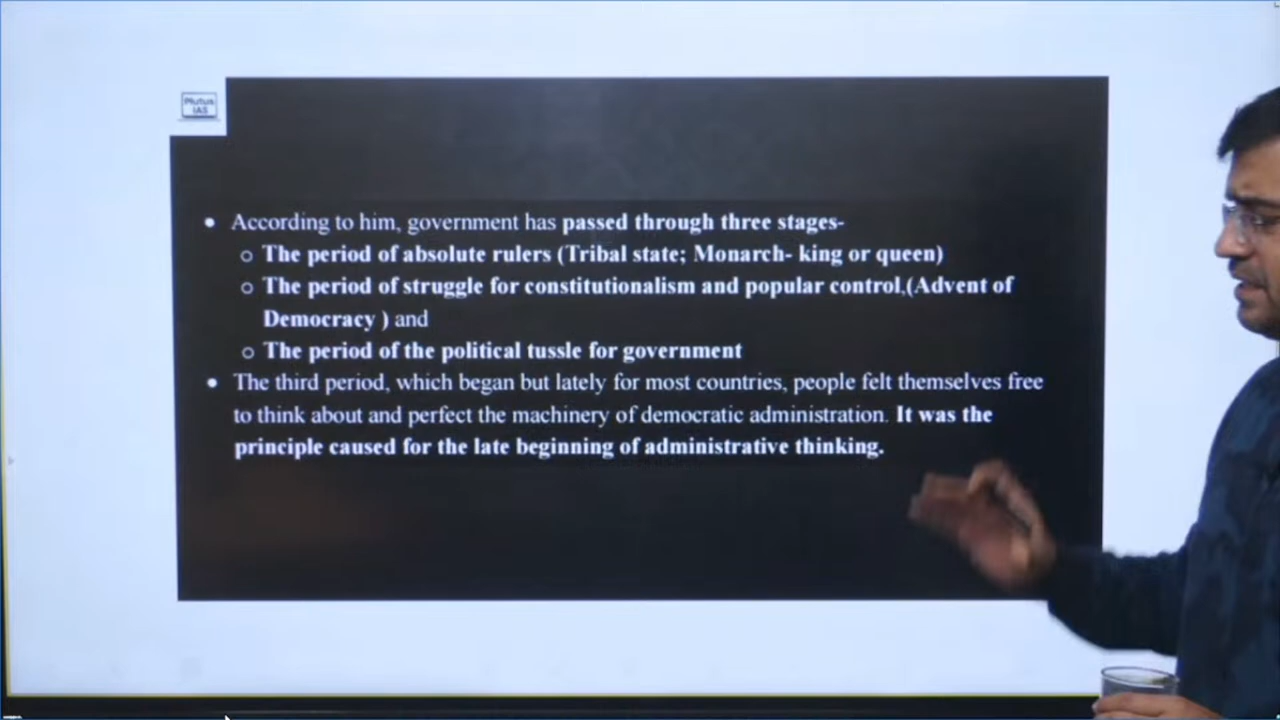 Plutus
IAS
• According to him, government has passed through three stages-
o The period of absolute rulers (Tribal state; Monarch- king or queen)
o The period of struggle for constitutionalism and popular control,(Advent of
Democracy ) and
o The period of the political tussle for government
• The third period, which began but lately for most countries, people felt themselves free
to think about and perfect the machinery of democratic administration. It was the
principle caused for the late beginning of administrative thinking.